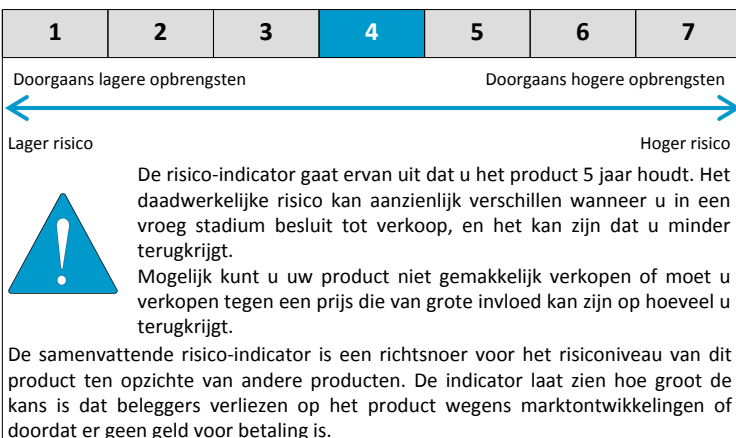 1 2 3 4 5 6 7
Doorgaans lagere opbrengsten Doorgaans hogere opbrengsten
Lager risico Hoger risico
De risico-indicator gaat ervan uit dat u het product 5 jaar houdt. Het
daadwerkelijke risico kan aanzienlijk verschillen wanneer u in een
vroeg stadium besluit tot verkoop, en het kan zijn dat u minder
terugkrijgt.
Mogelijk kunt u uw product niet gemakkelijk verkopen of moet u
verkopen tegen een prijs die van grote invloed kan zijn op hoeveel u
terugkrijgt.
De samenvattende risico-indicator is een richtsnoer voor het risiconiveau van dit
product ten opzichte van andere producten. De indicator laat zien hoe groot de
kans is dat beleggers verliezen op het product wegens marktontwikkelingen of
doordat er geen geld voor betaling is.